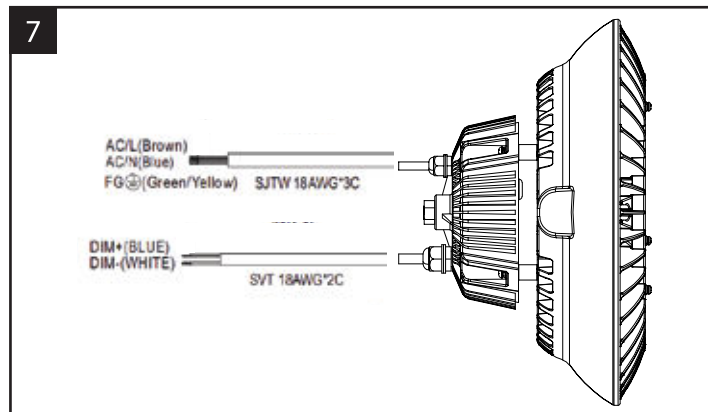 7
AC/L(Brown)
AC/N(Blue)
FG⏚(Green/Yellow) SJTW 18AWG*3C
DIM+(BLUE)
DIM-(WHITE)
SVT 18AWG*2C